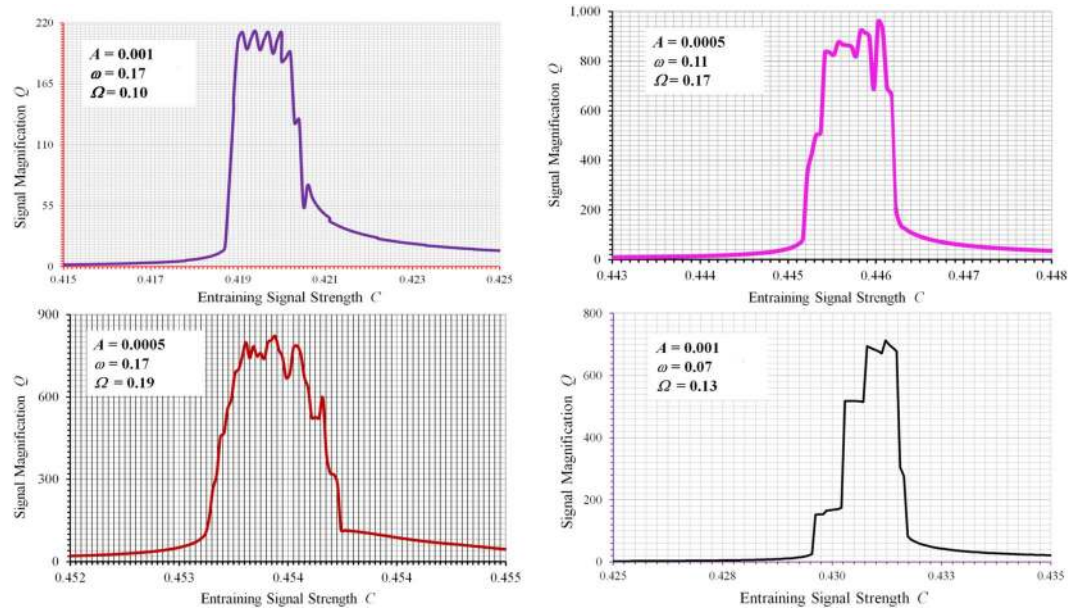 220
165
110
55
0
Signal Magnification Q
A = 0.001
ω = 0.17
Ω = 0.10
0.415 0.417 0.419 0.421 0.423 0.425
Entraining Signal Strength C
1,000
800
600
400
200
0
Signal Magnification Q
A = 0.0005
ω = 0.11
Ω = 0.17
0.443 0.444 0.445 0.446 0.447 0.448
Entraining Signal Strength C
900
600
300
0
Signal Magnification Q
A = 0.0005
ω = 0.17
Ω = 0.19
0.452 0.453 0.454 0.454 0.455
Entraining Signal Strength C
800
600
400
200
0
Signal Magnification Q
A = 0.001
ω = 0.07
Ω = 0.13
0.425 0.428 0.430 0.433 0.435
Entraining Signal Strength C